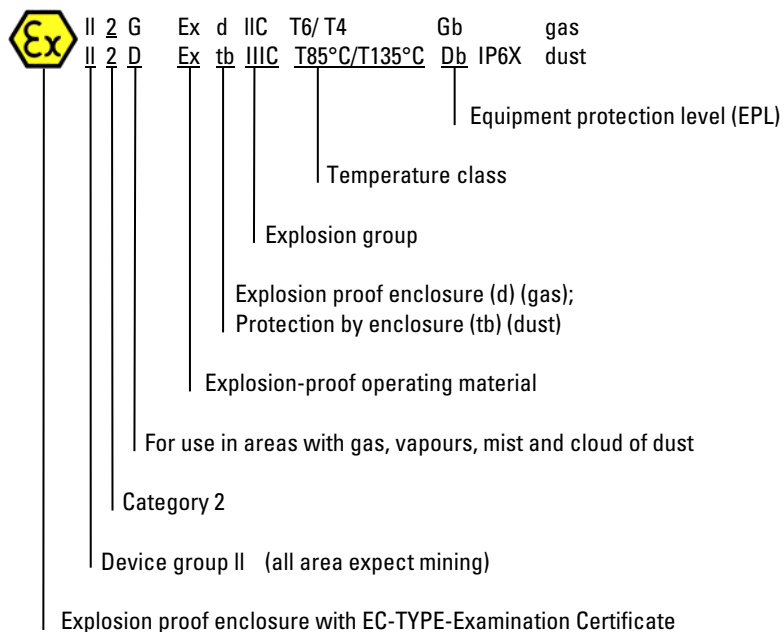 Ex II 2 G Ex d IIC T6/ T4 Gb gas
II 2 D Ex tb IIIC T85°C/T135°C Db IP6X dust
Equipment protection level (EPL)
Temperature class
Explosion group
Explosion proof enclosure (d) (gas);
Protection by enclosure (tb) (dust)
Explosion-proof operating material
For use in areas with gas, vapours, mist and cloud of dust
Category 2
Device group II (all area expect mining)
Explosion proof enclosure with EC-TYPE-Examination Certificate